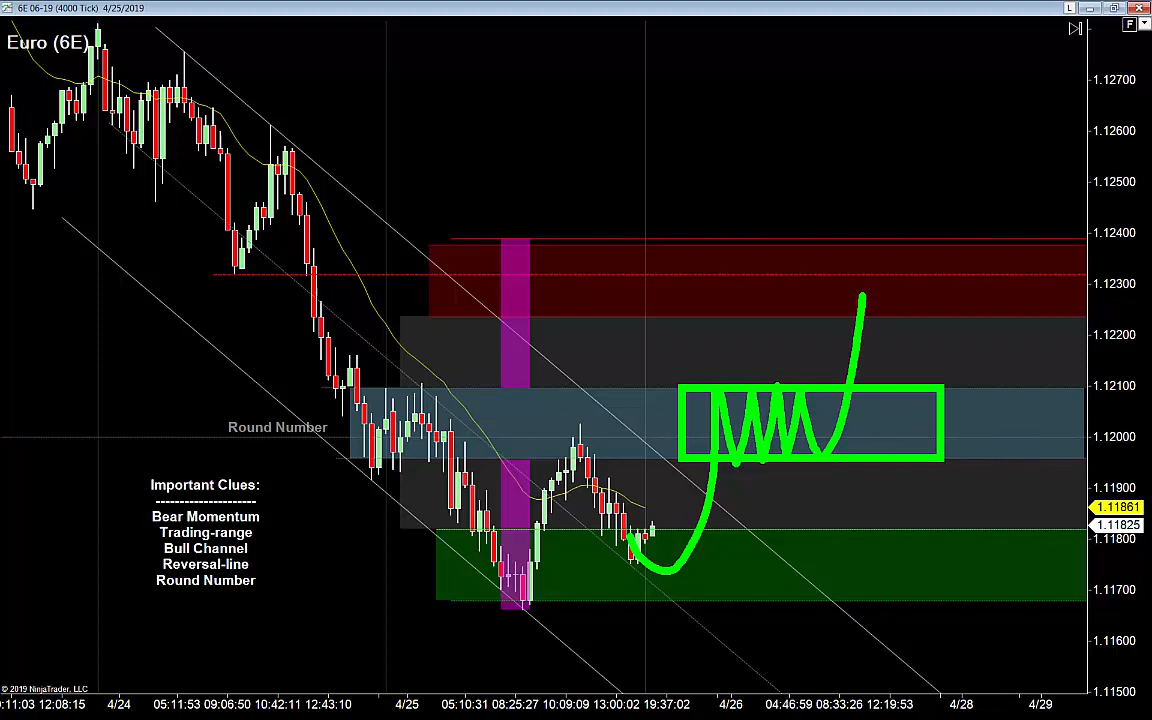 6E 06-19 (4000 Tick) 4/25/2019
L
F
Euro (6E)
1.12700
1.12600
1.12500
1.12400
1.12300
1.12200
1.12100
1.12000
1.11900
1.11861
1.11825
1.11800
1.11700
1.11600
1.11500
Round Number
Important Clues:
----------------------
Bear Momentum
Trading-range
Bull Channel
Reversal-line
Round Number
© 2019 NinjaTrader, LLC
9:11:03 12:08:15 4/24 05:11:53 09:06:50 10:42:11 12:43:10 4/25 05:10:31 08:25:27 10:09:09 13:00:02 19:37:02 4/26 04:46:59 08:33:26 12:19:53 4/28 4/29